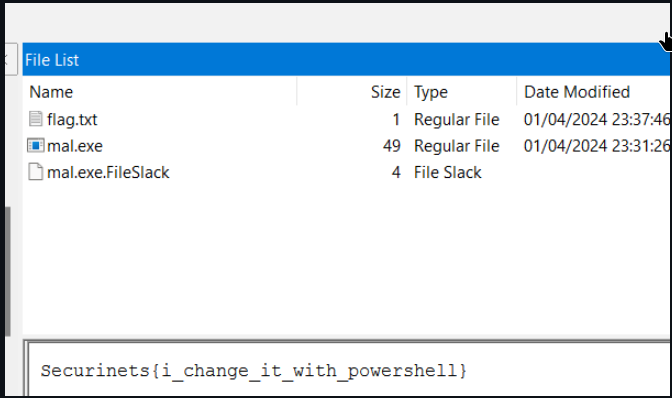 File List
Name Size Type Date Modified
flag.txt 1 Regular File 01/04/2024 23:37:46
mal.exe 49 Regular File 01/04/2024 23:31:26
mal.exe.FileSlack 4 File Slack
Securinets{i_change_it_with_powershell}